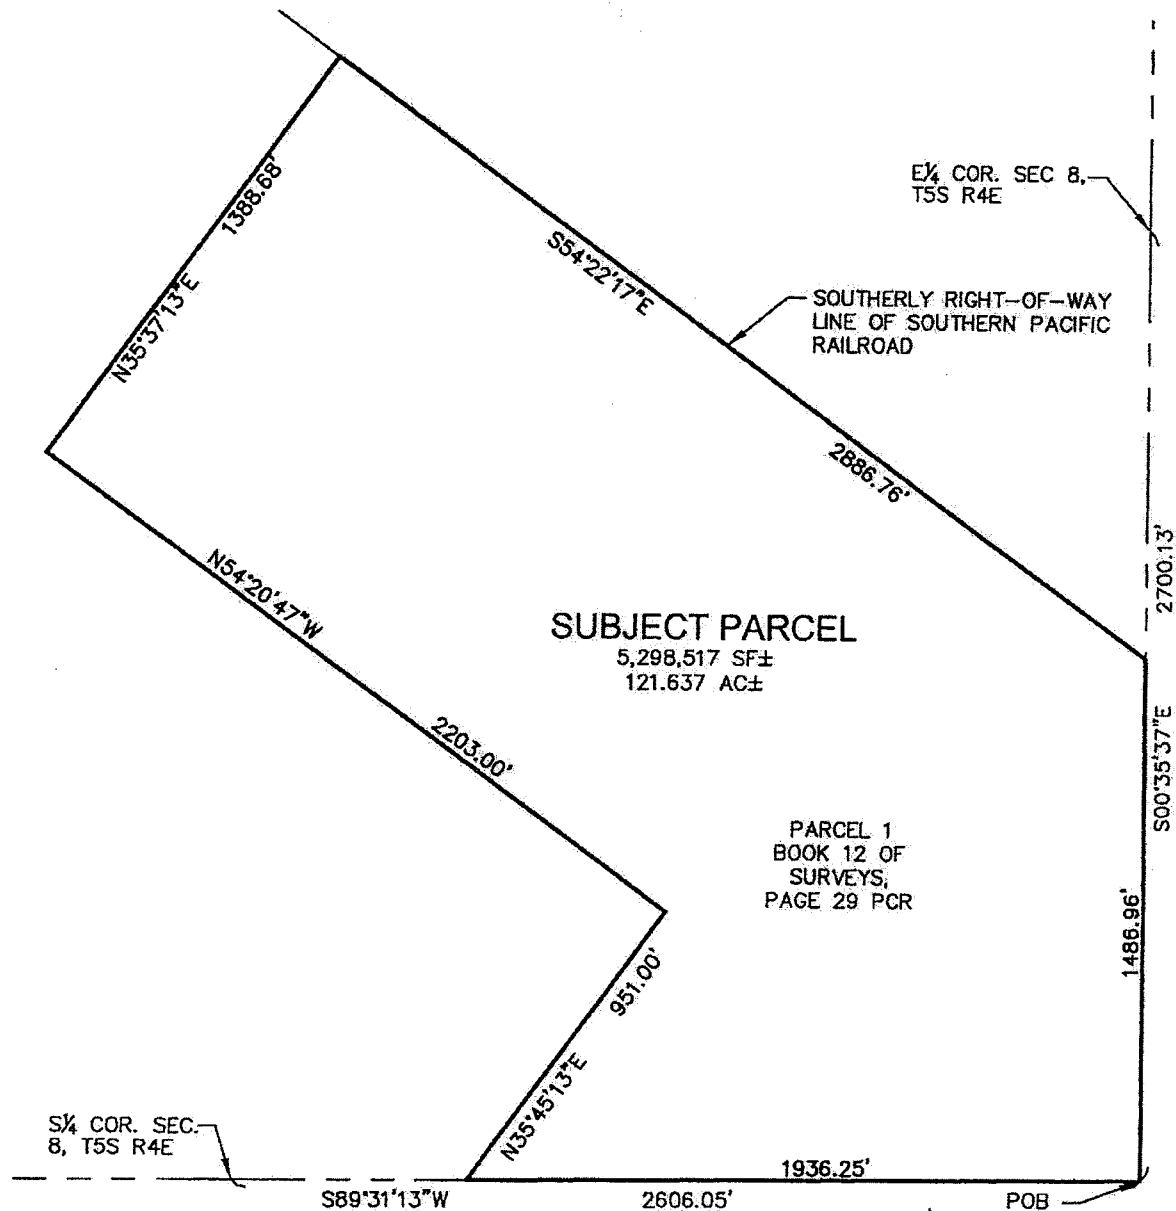 1388.68'
N35°37'13"E
S54°22'17"E
E¼ COR. SEC 8,
T5S R4E
SOUTHERLY RIGHT-OF-WAY
LINE OF SOUTHERN PACIFIC
RAILROAD
2886.76'
2700.13'
N54°20'47"W
SUBJECT PARCEL
5,298,517 SF±
121.637 AC±
2203.00'
S00°35'37"E
PARCEL 1
BOOK 12 OF
SURVEYS,
PAGE 29 PCR
1486.96'
951.00'
N35°45'13"E
S¼ COR. SEC.
8, T5S R4E
1936.25'
S89°31'13"W
2606.05'
POB